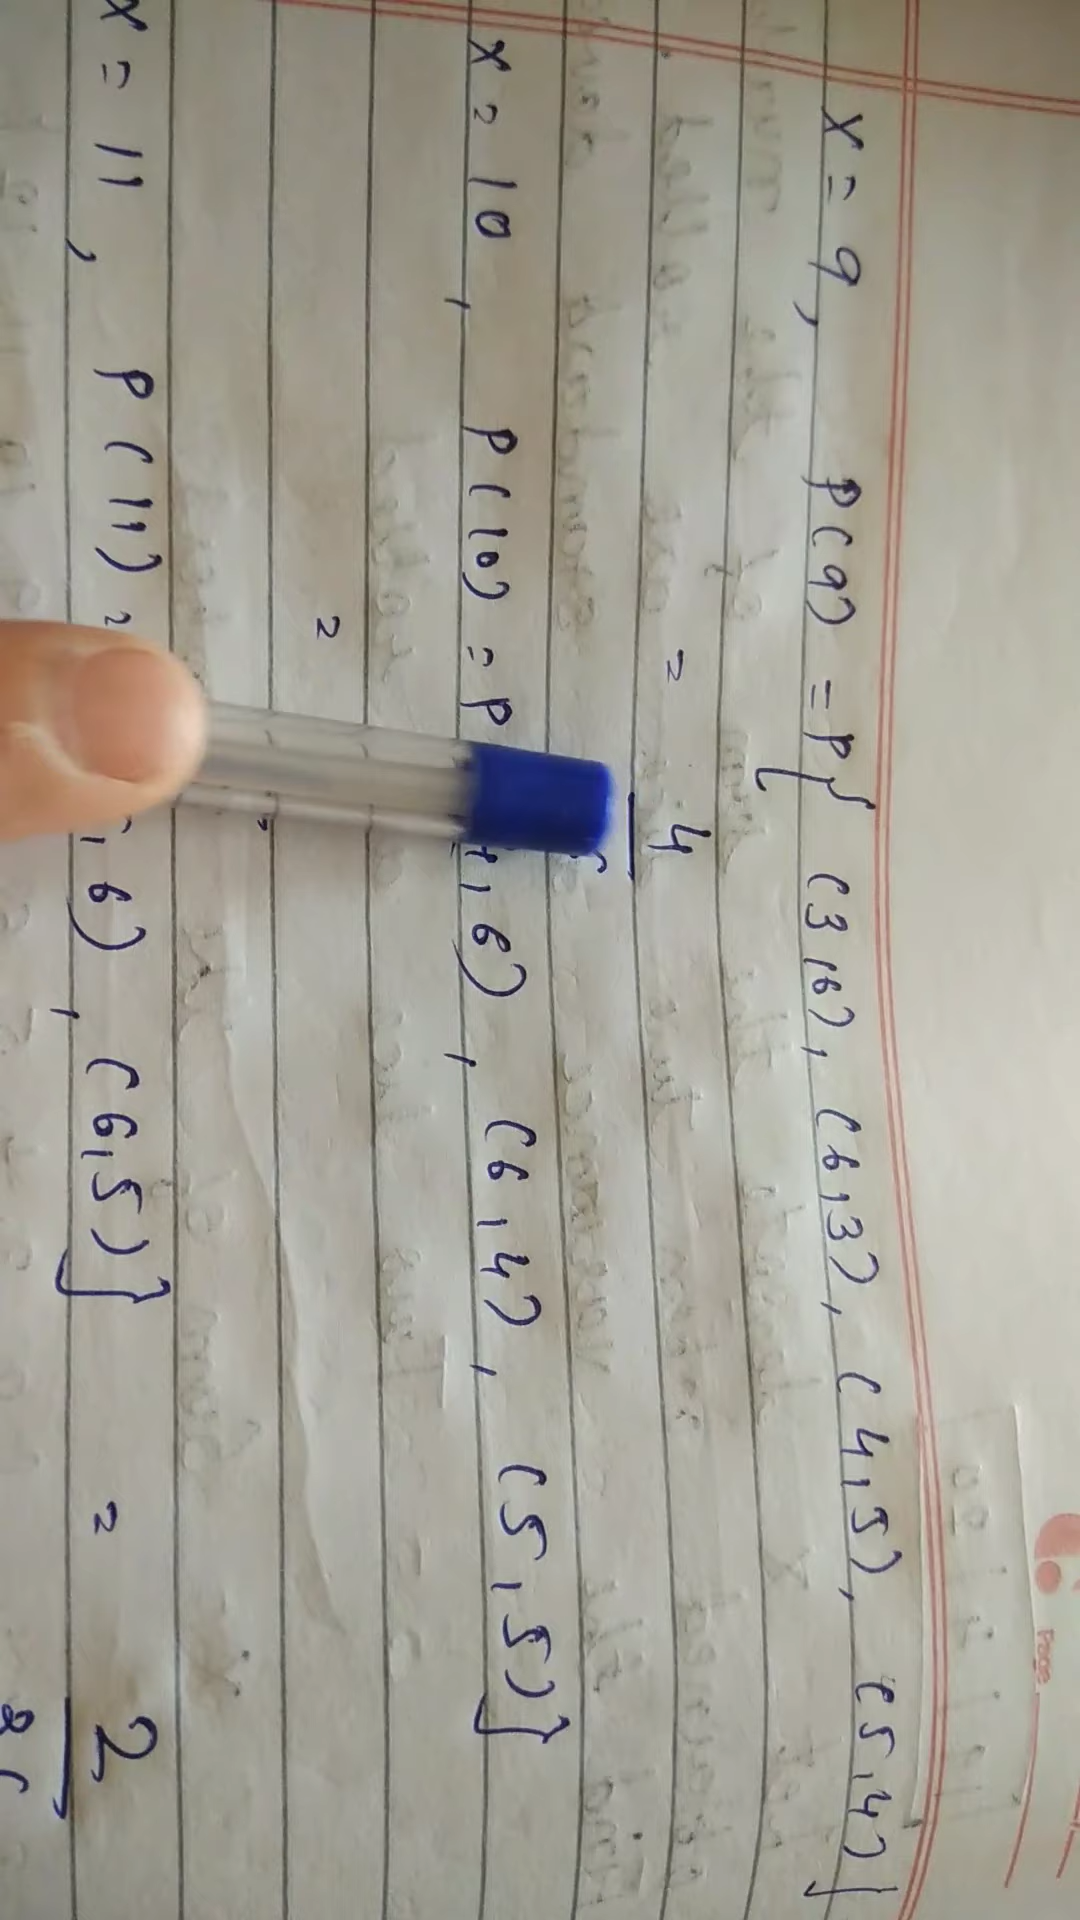 Page
X = 9, P(9) = P{ (3,6), (6,3), (4,5), (5,4)}
= 4
X = 10, P(10) = P ,6), (6,4), (5,5)}
=
X = 11, P(11) = ,6), (6,5)} = 2